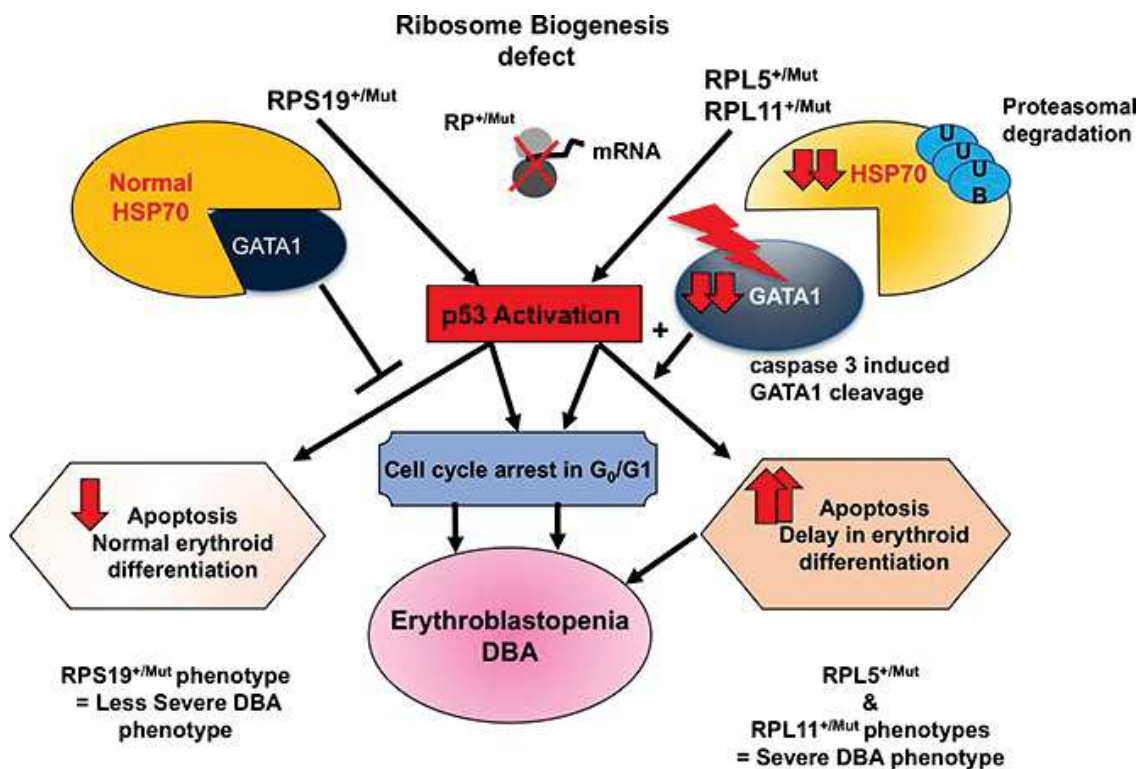 Ribosome Biogenesis
defect
RPS19+/Mut
RPL5+/Mut
RPL11+/Mut
RP+/Mut
mRNA
Proteasomal
degradation
Normal
HSP70
GATA1
HSP70
U
U
U
B
GATA1
p53 Activation
+
caspase 3 induced
GATA1 cleavage
Cell cycle arrest in G0/G1
Apoptosis
Normal erythroid
differentiation
Apoptosis
Delay in erythroid
differentiation
Erythroblastopenia
DBA
RPS19+/Mut phenotype
= Less Severe DBA
phenotype
RPL5+/Mut
&
RPL11+/Mut phenotypes
= Severe DBA phenotype